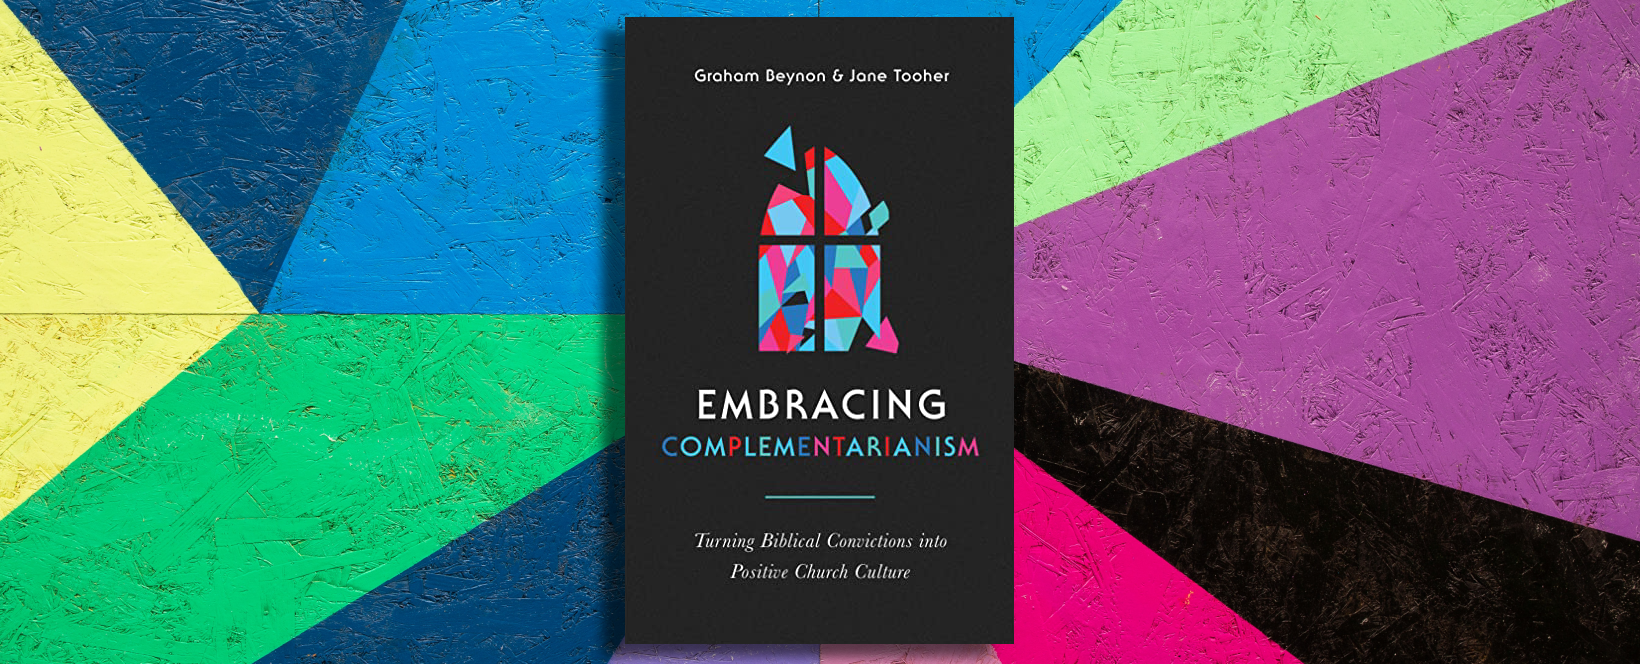 Graham Beynon & Jane Tooher
EMBRACING
COMPLEMENTARIANISM
Turning Biblical Convictions into
Positive Church Culture